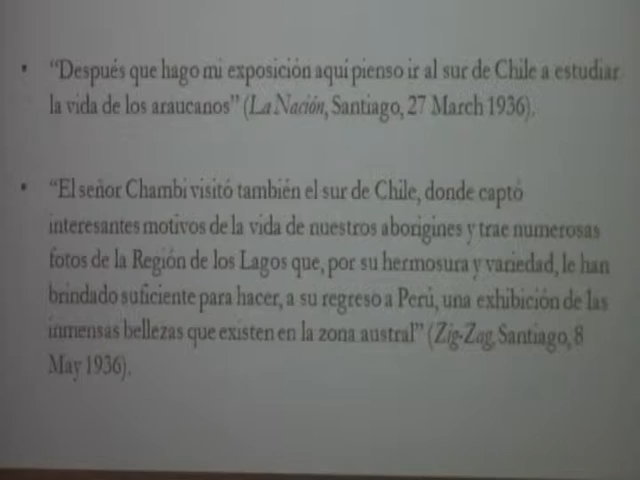 • “Después que hago mi exposición aquí pienso ir al sur de Chile a estudiar
la vida de los araucanos” (La Nación, Santiago, 27 March 1936).
• “El señor Chambi visitó también el sur de Chile, donde captó
interesantes motivos de la vida de nuestros aborigines y trae numerosas
fotos de la Región de los Lagos que, por su hermosura y variedad, le han
brindado suficiente para hacer, a su regreso a Perú, una exhibición de las
inmensas bellezas que existen en la zona austral” (Zig-Zag, Santiago, 8
May 1936).